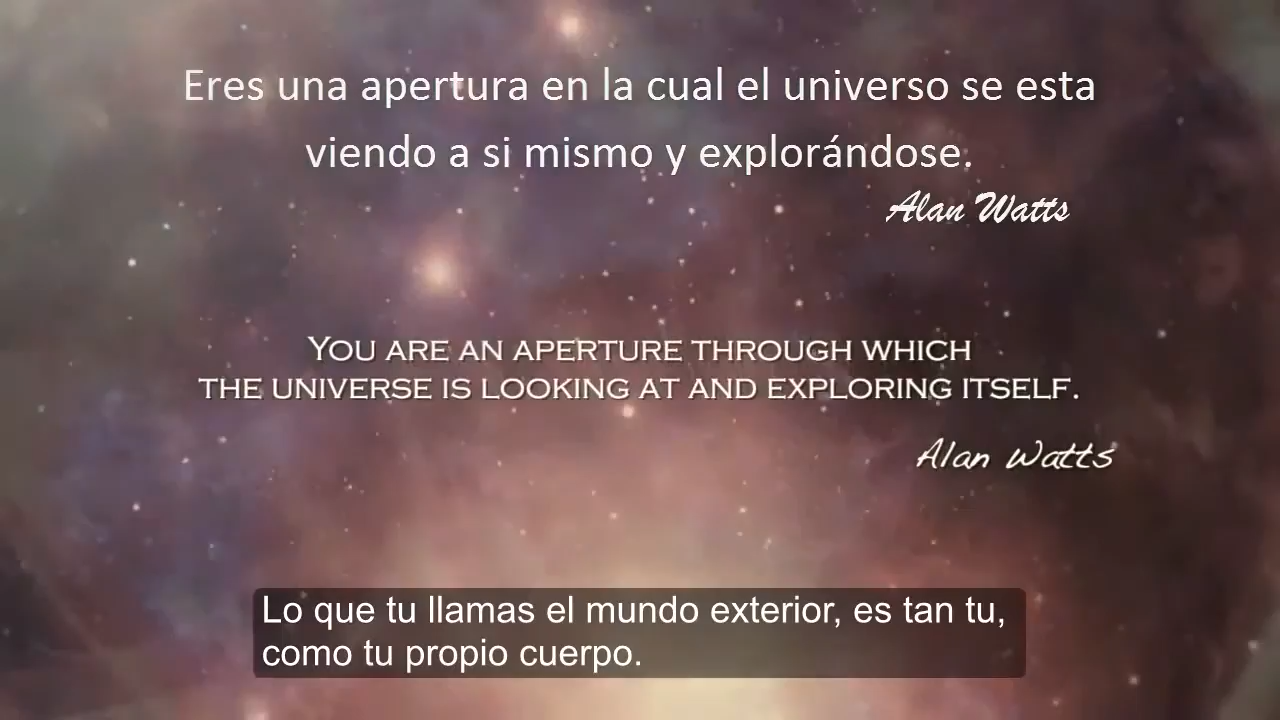 Eres una apertura en la cual el universo se esta
viendo a si mismo y explorándose.
Alan Watts
YOU ARE AN APERTURE THROUGH WHICH
THE UNIVERSE IS LOOKING AT AND EXPLORING ITSELF.
Alan Watts
Lo que tu llamas el mundo exterior, es tan tu,
como tu propio cuerpo.